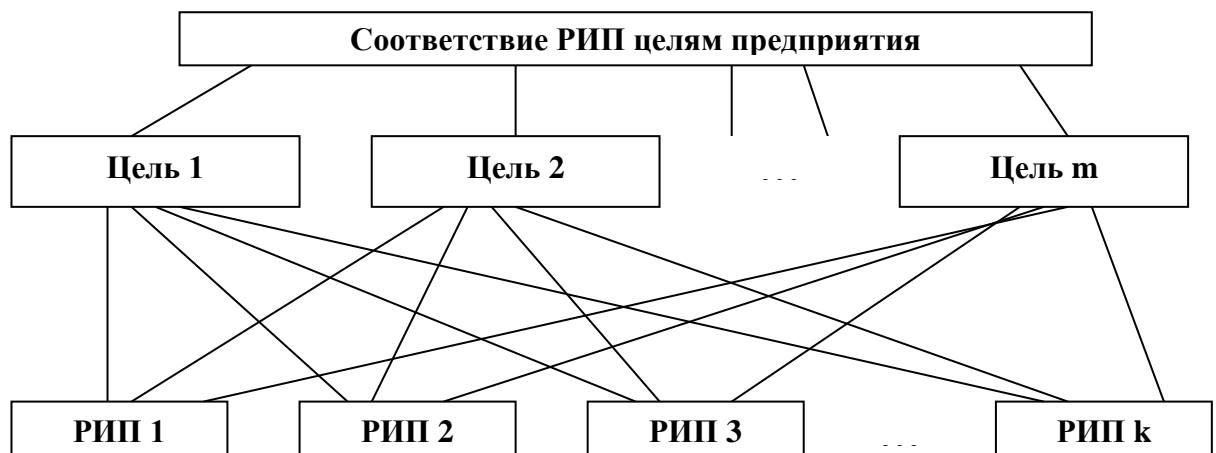 Соответствие РИП целям предприятия
Цель 1 Цель 2 . . . Цель m
РИП 1 РИП 2 РИП 3 . . . РИП k